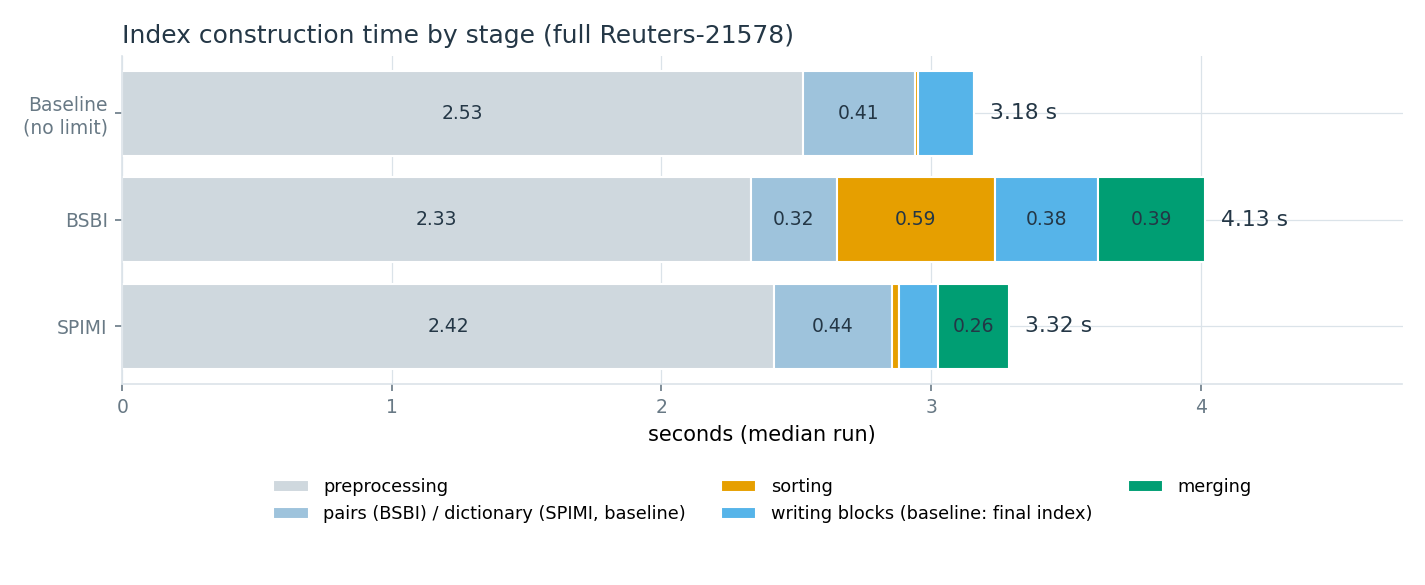 Index construction time by stage (full Reuters-21578)
Baseline
(no limit)
2.53
0.41
3.18 s
BSBI
2.33
0.32
0.59
0.38
0.39
4.13 s
SPIMI
2.42
0.44
0.26
3.32 s
0 1 2 3 4
seconds (median run)
preprocessing
pairs (BSBI) / dictionary (SPIMI, baseline)
sorting
writing blocks (baseline: final index)
merging